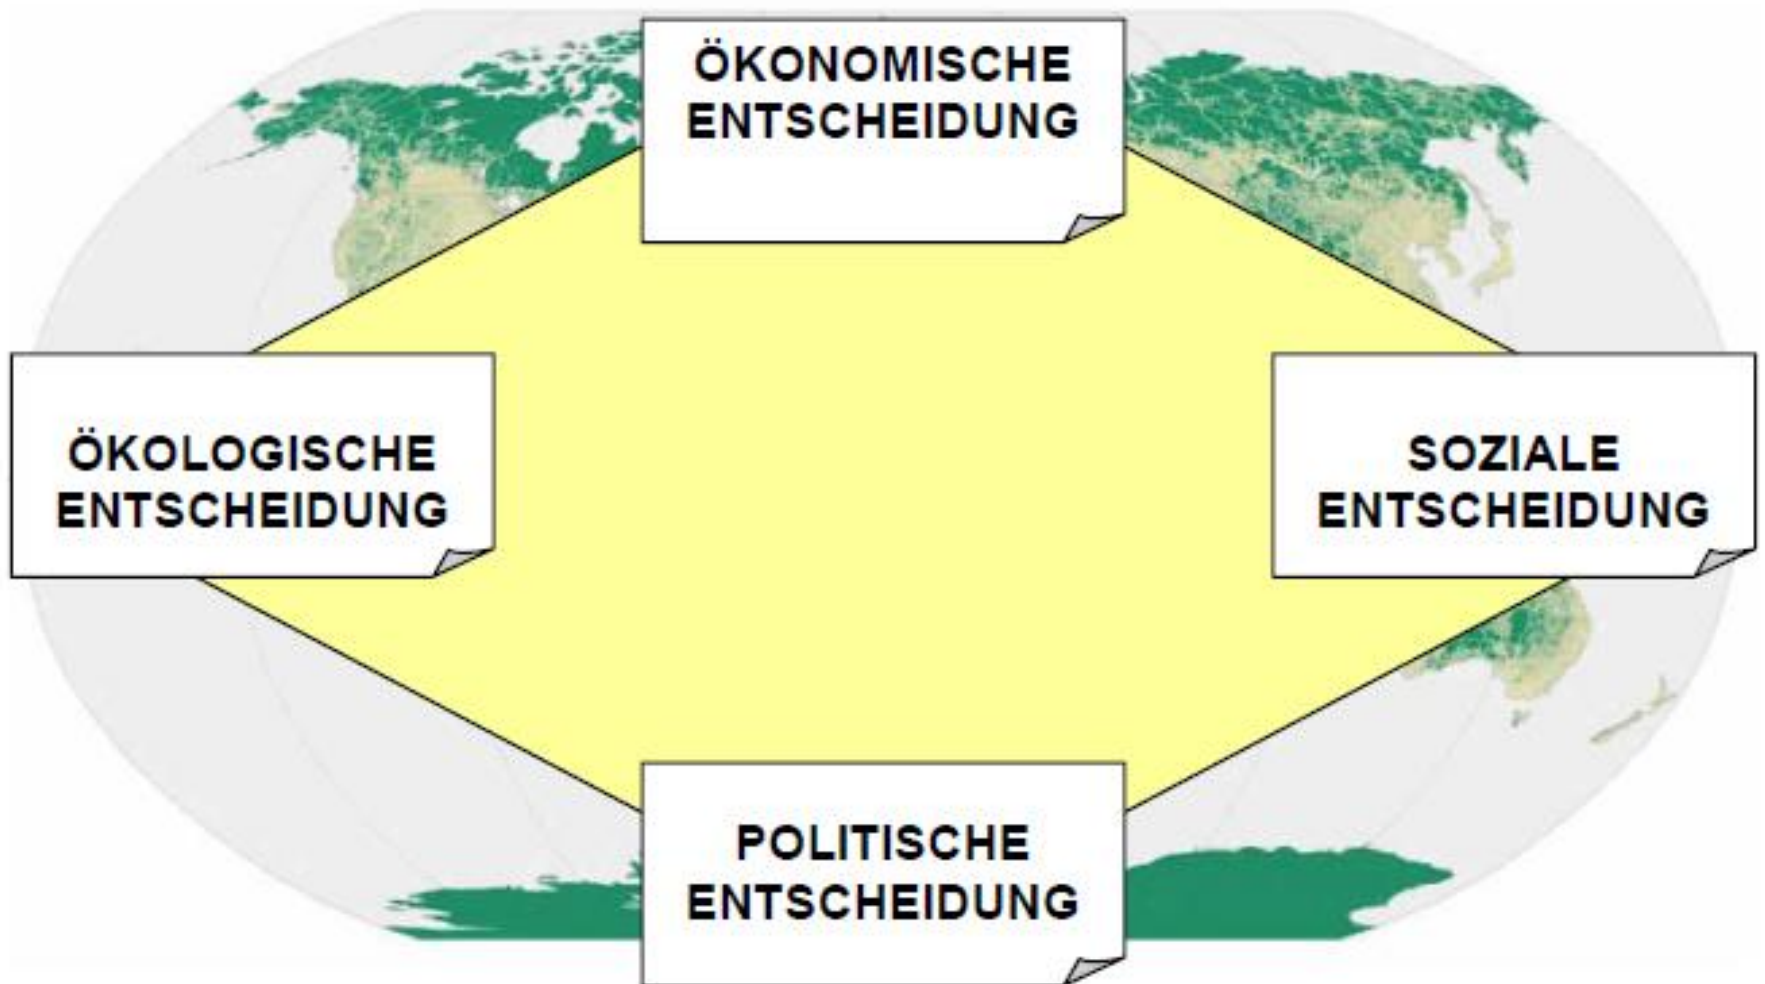 ÖKONOMISCHE
ENTSCHEIDUNG
ÖKOLOGISCHE
ENTSCHEIDUNG
SOZIALE
ENTSCHEIDUNG
POLITISCHE
ENTSCHEIDUNG